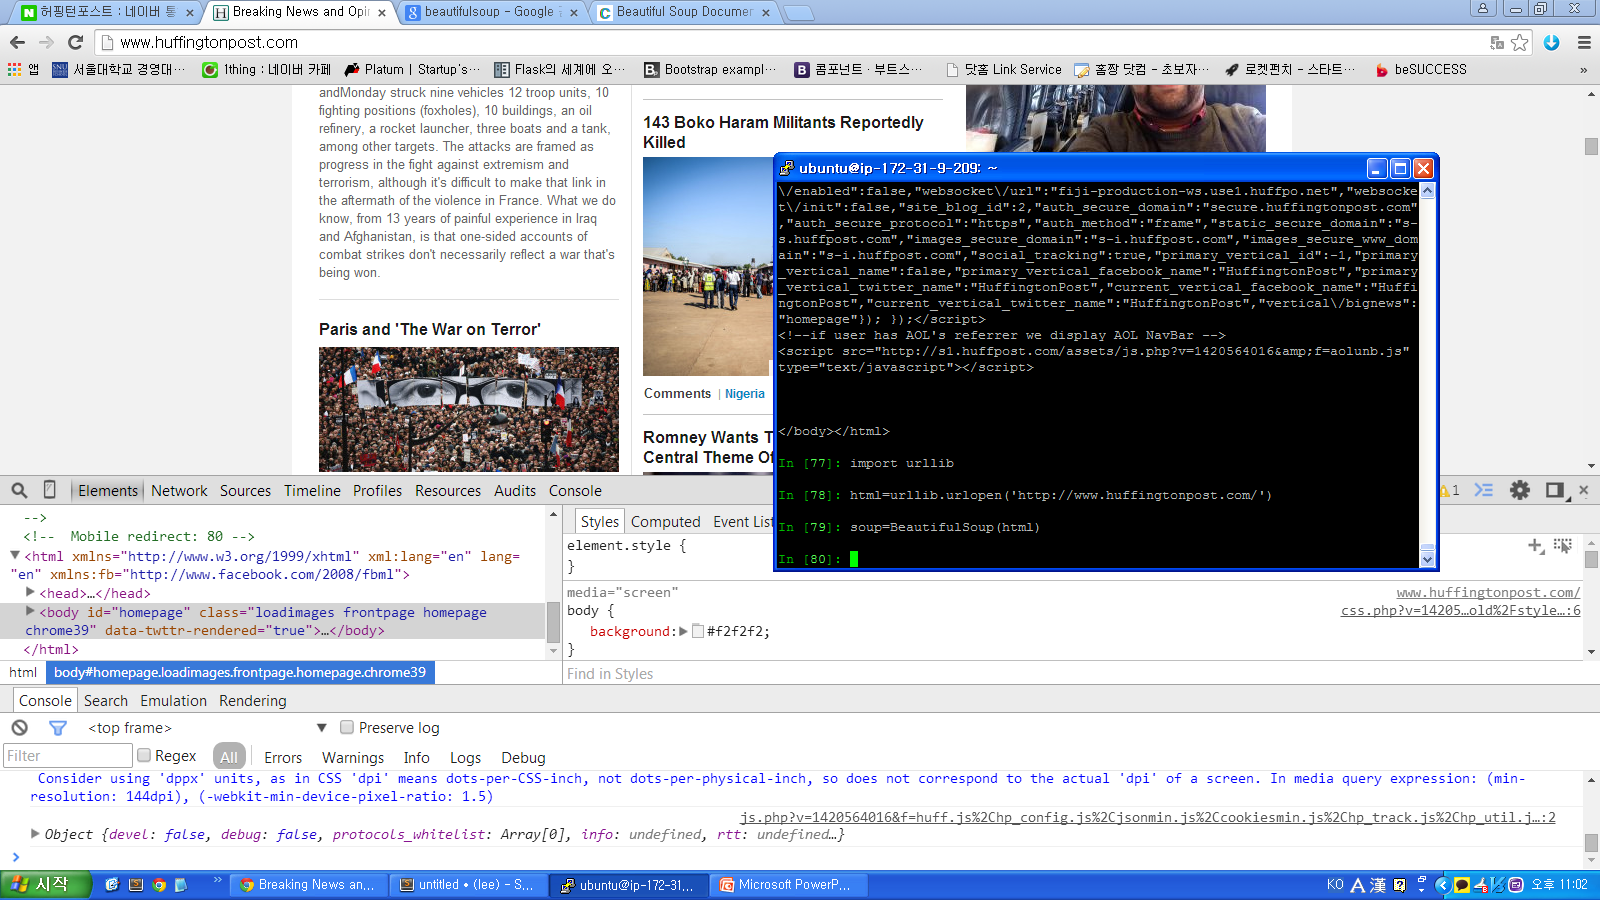 허핑턴포스트 : 네이버 통
Breaking News and Opin
beautifulsoup - Google
Beautiful Soup Documen
www.huffingtonpost.com
앱
서울대학교 경영대…
1thing : 네이버 카페
Platum | Startup's…
Flask의 세계에 오…
Bootstrap exampl…
콤포넌트 · 부트스…
닷홈 Link Service
홈짱 닷컴 - 초보자…
로켓펀치 - 스타트…
beSUCCESS
»
andMonday struck nine vehicles 12 troop units, 10
fighting positions (foxholes), 10 buildings, an oil
refinery, a rocket launcher, three boats and a tank,
among other targets. The attacks are framed as
progress in the fight against extremism and
terrorism, although it's difficult to make that link in
the aftermath of the violence in France. What we do
know, from 13 years of painful experience in Iraq
and Afghanistan, is that one-sided accounts of
combat strikes don't necessarily reflect a war that's
being won.
Paris and 'The War on Terror'
143 Boko Haram Militants Reportedly
Killed
Comments | Nigeria
Romney Wants T
Central Theme Of
ubuntu@ip-172-31-9-209: ~
\/enabled":false,"websocket\/url":"fiji-production-ws.use1.huffpo.net","websocke
t\/init":false,"site_blog_id":2,"auth_secure_domain":"secure.huffingtonpost.com"
,"auth_secure_protocol":"https","auth_method":"frame","static_secure_domain":"s-
s.huffpost.com","images_secure_domain":"s-i.huffpost.com","images_secure_www_dom
ain":"s-i.huffpost.com","social_tracking":true,"primary_vertical_id":-1,"primary
_vertical_name":false,"primary_vertical_facebook_name":"HuffingtonPost","primary
_vertical_twitter_name":"HuffingtonPost","current_vertical_facebook_name":"Huffi
ngtonPost","current_vertical_twitter_name":"HuffingtonPost","vertical\/bignews":
"homepage"}); });</script>
<!--if user has AOL's referrer we display AOL NavBar -->
<script src="http://s1.huffpost.com/assets/js.php?v=1420564016&amp;f=aolunb.js"
type="text/javascript"></script>
</body></html>
In [77]: import urllib
In [78]: html=urllib.urlopen('http://www.huffingtonpost.com/')
In [79]: soup=BeautifulSoup(html)
In [80]:
Elements Network Sources Timeline Profiles Resources Audits Console
1
-->
<!-- Mobile redirect: 80 -->
<html xmlns="http://www.w3.org/1999/xhtml" xml:lang="en" lang=
"en" xmlns:fb="http://www.facebook.com/2008/fbml">
<head>…</head>
<body id="homepage" class="loadimages frontpage homepage
chrome39" data-twttr-rendered="true">…</body>
</html>
html body#homepage.loadimages.frontpage.homepage.chrome39
Styles Computed Event List
element.style {
}
media="screen" www.huffingtonpost.com/
body { css.php?v=14205…old%2Fstyle…:6
background: #f2f2f2;
}
Find in Styles
Console Search Emulation Rendering
<top frame> Preserve log
Filter Regex All Errors Warnings Info Logs Debug
Consider using 'dppx' units, as in CSS 'dpi' means dots-per-CSS-inch, not dots-per-physical-inch, so does not correspond to the actual 'dpi' of a screen. In media query expression: (min-
resolution: 144dpi), (-webkit-min-device-pixel-ratio: 1.5)
js.php?v=1420564016&f=huff.js%2Chp_config.js%2Cjsonmin.js%2Ccookiesmin.js%2Chp_track.js%2Chp_util.j…:2
Object {devel: false, debug: false, protocols_whitelist: Array[0], info: undefined, rtt: undefined…}
시작
»
Breaking News an...
untitled • (lee) - S...
ubuntu@ip-172-31...
Microsoft PowerP...
KO A 漢
오후 11:02